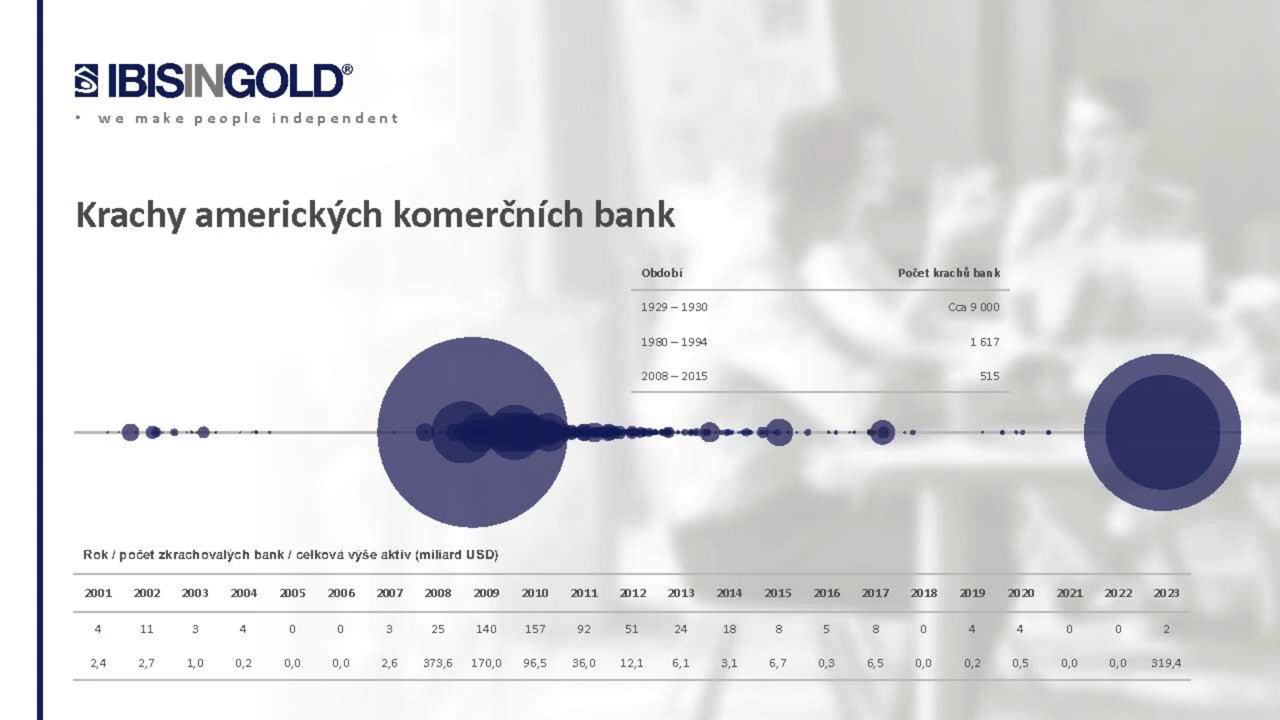 IBISINGOLD®
• we make people independent
Krachy amerických komerčních bank
Období Počet krachů bank
1929 – 1930 Cca 9 000
1980 – 1994 1 617
2008 – 2015 515
Rok / počet zkrachovalých bank / celková výše aktiv (miliard USD)
2001 2002 2003 2004 2005 2006 2007 2008 2009 2010 2011 2012 2013 2014 2015 2016 2017 2018 2019 2020 2021 2022 2023
4 11 3 4 0 0 3 25 140 157 92 51 24 18 8 5 8 0 4 4 0 0 2
2,4 2,7 1,0 0,2 0,0 0,0 2,6 373,6 170,0 96,5 36,0 12,1 6,1 3,1 6,7 0,3 6,5 0,0 0,2 0,5 0,0 0,0 319,4